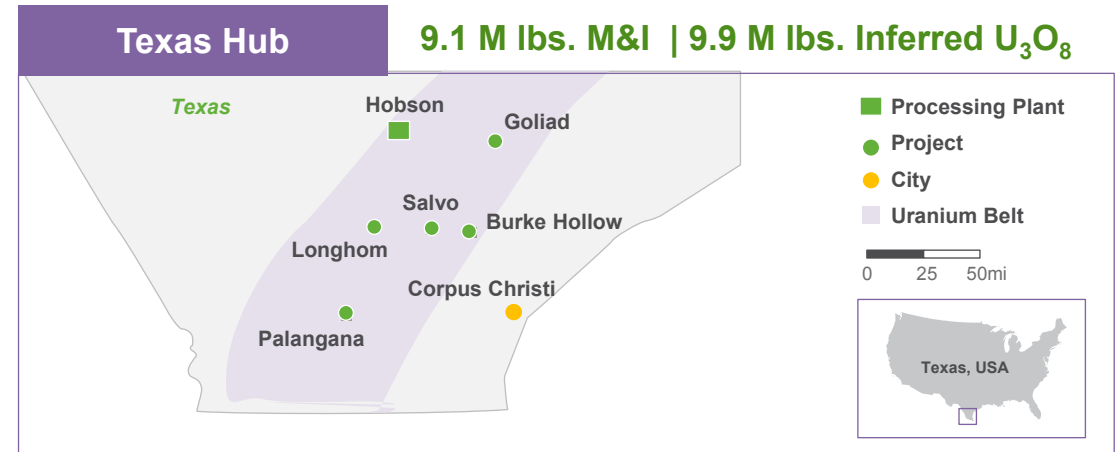 Texas Hub
9.1 M lbs. M&I | 9.9 M lbs. Inferred U₃O₈
Texas
Hobson
Goliad
Salvo
Burke Hollow
Longhom
Corpus Christi
Palangana
Processing Plant
Project
City
Uranium Belt
0 25 50mi
Texas, USA